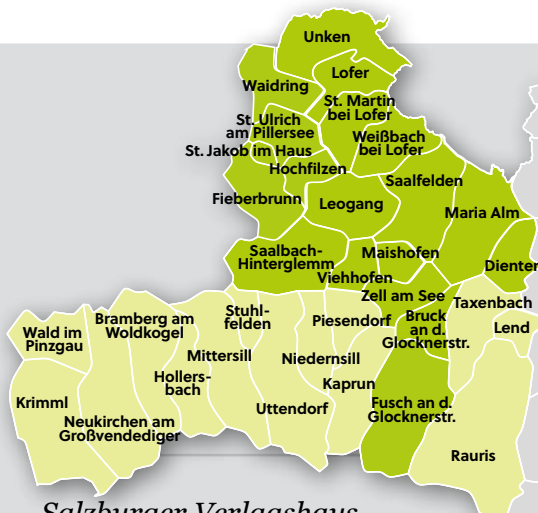 Unken
Lofer
Waidring
St. Martin
bei Lofer
St. Ulrich
am Pillersee
Weißbach
bei Lofer
St. Jakob im Haus
Hochfilzen
Saalfelden
Fieberbrunn
Leogang
Maria Alm
Saalbach-
Hinterglemm
Maishofen
Viehhofen
Dienten
Zell am See
Taxenbach
Bruck
an d.
Glocknerstr.
Lend
Stuhl-
felden
Piesendorf
Bramberg am
Woldkogel
Wald im
Pinzgau
Mittersill
Niedernsill
Hollers-
bach
Kaprun
Krimml
Uttendorf
Fusch an d.
Glocknerstr.
Neukirchen am
Großvendediger
Rauris
Salzburger Verlagshaus